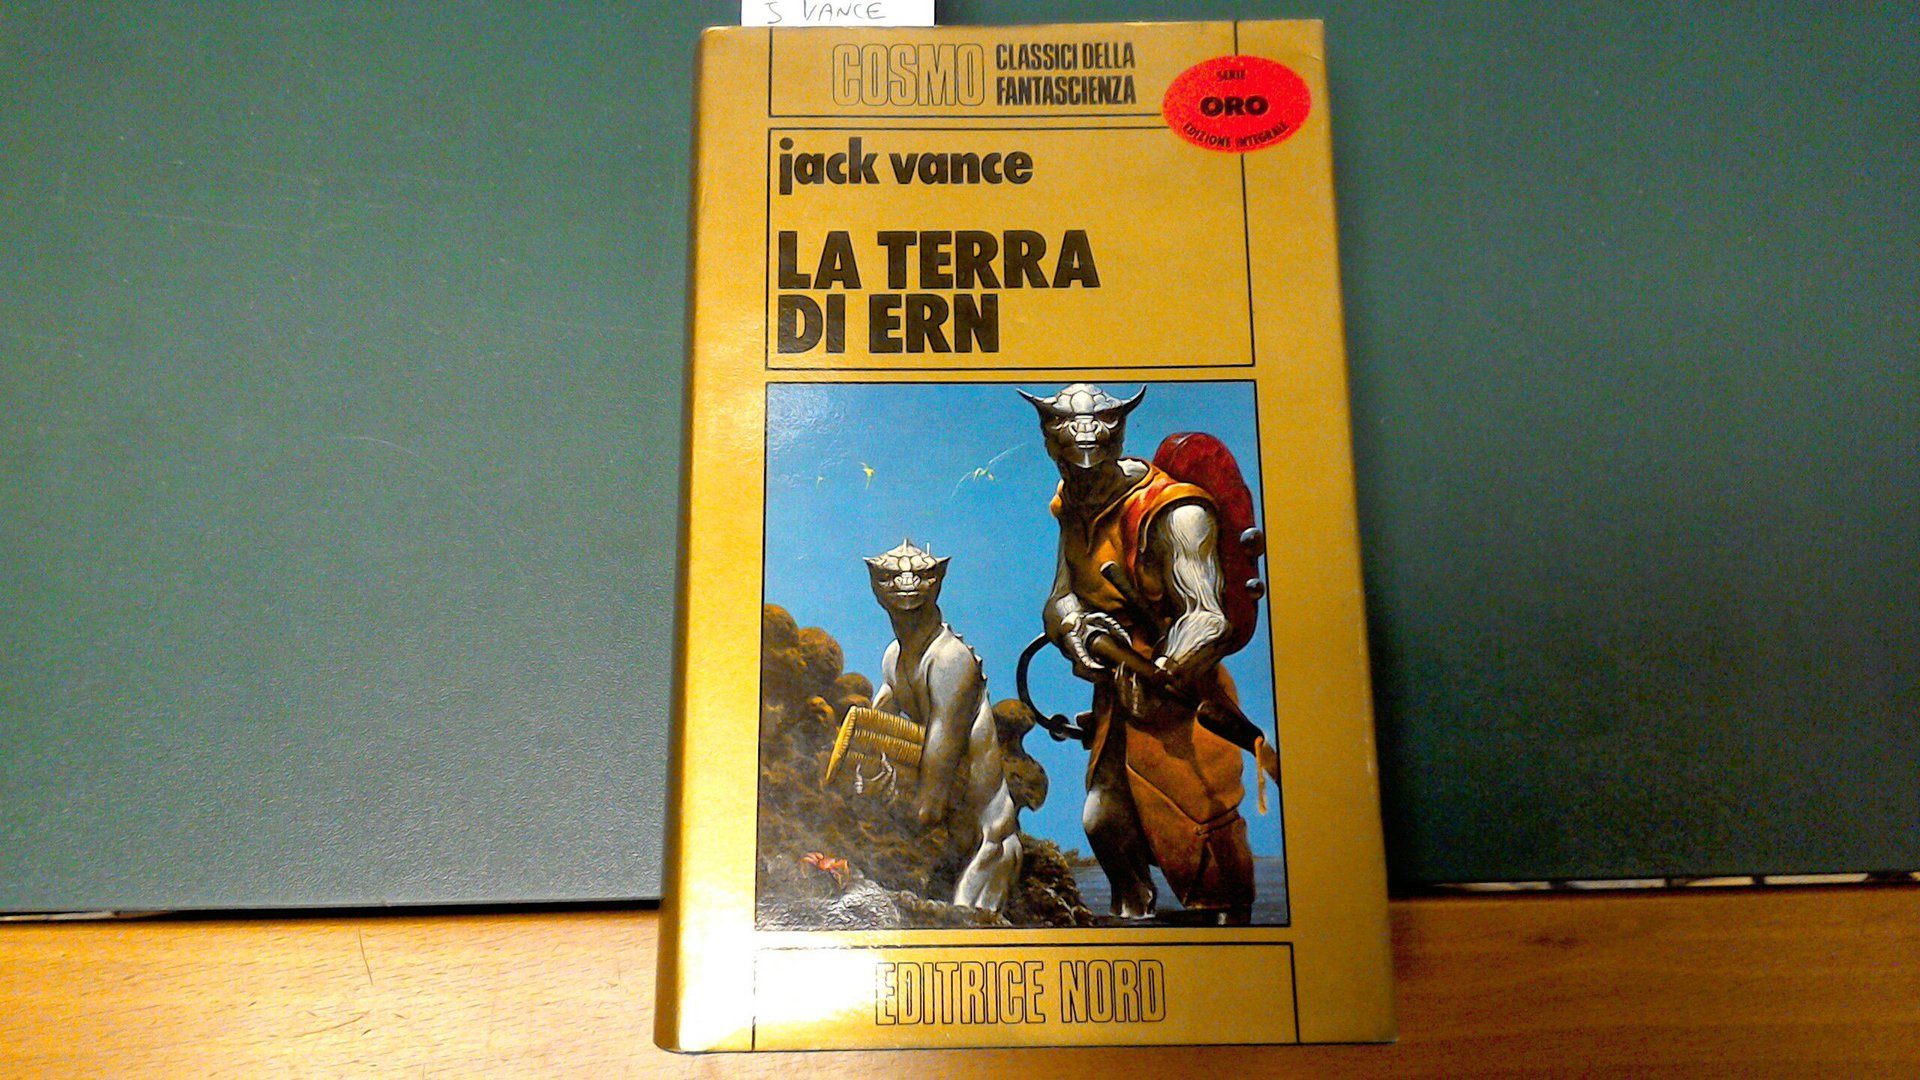 J VANCE
COSMO CLASSICI DELLA
FANTASCIENZA
SERIE
ORO
EDIZIONE INTEGRALE
jack vance
LA TERRA
DI ERN
EDITRICE NORD